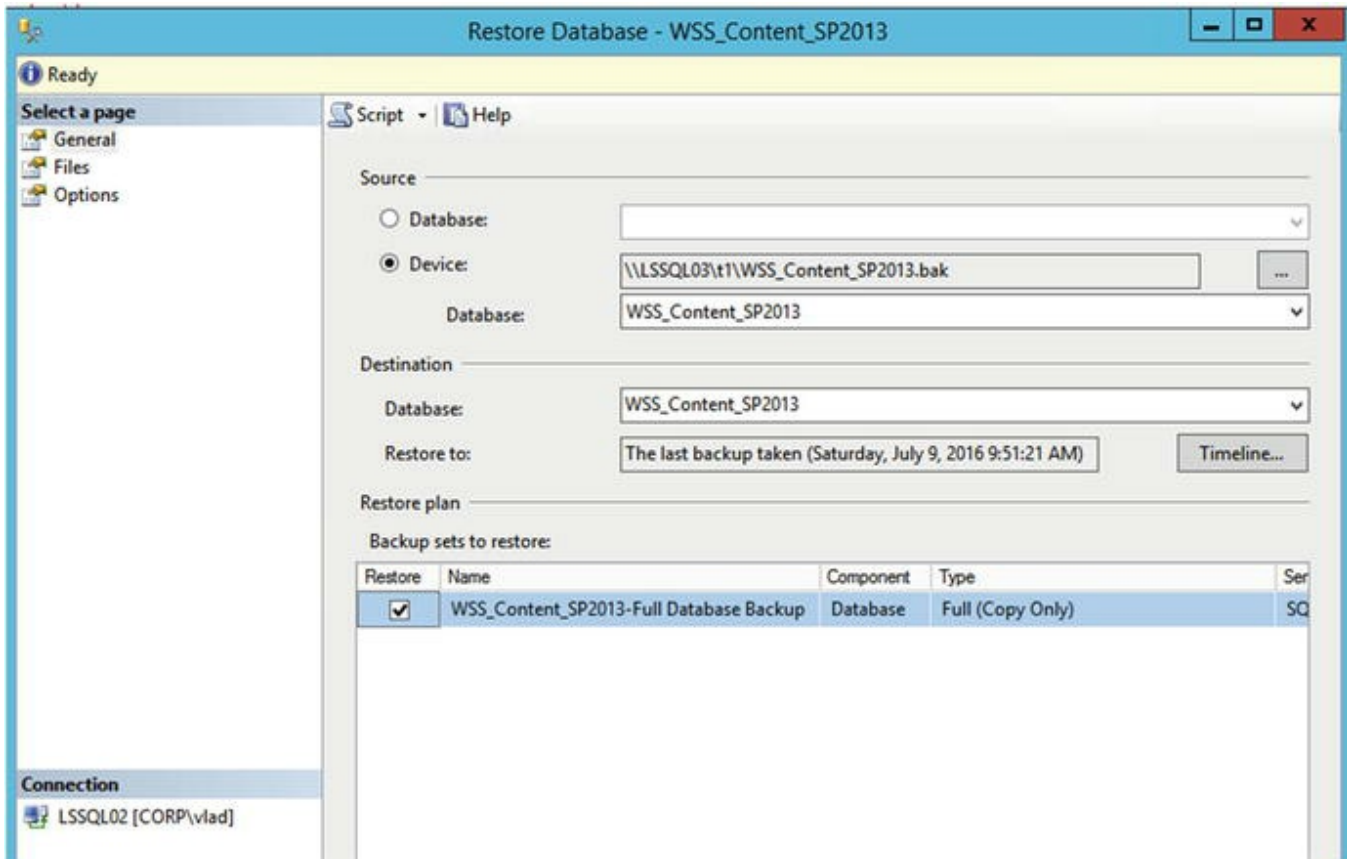 Restore Database - WSS_Content_SP2013
Ready
Select a page
General
Files
Options
Script Help
Source
Database:
Device: \\LSSQL03\t1\WSS_Content_SP2013.bak ...
Database: WSS_Content_SP2013
Destination
Database: WSS_Content_SP2013
Restore to: The last backup taken (Saturday, July 9, 2016 9:51:21 AM) Timeline...
Restore plan
Backup sets to restore:
Restore Name Component Type Ser
WSS_Content_SP2013-Full Database Backup Database Full (Copy Only) SQ
Connection
LSSQL02 [CORP\vlad]